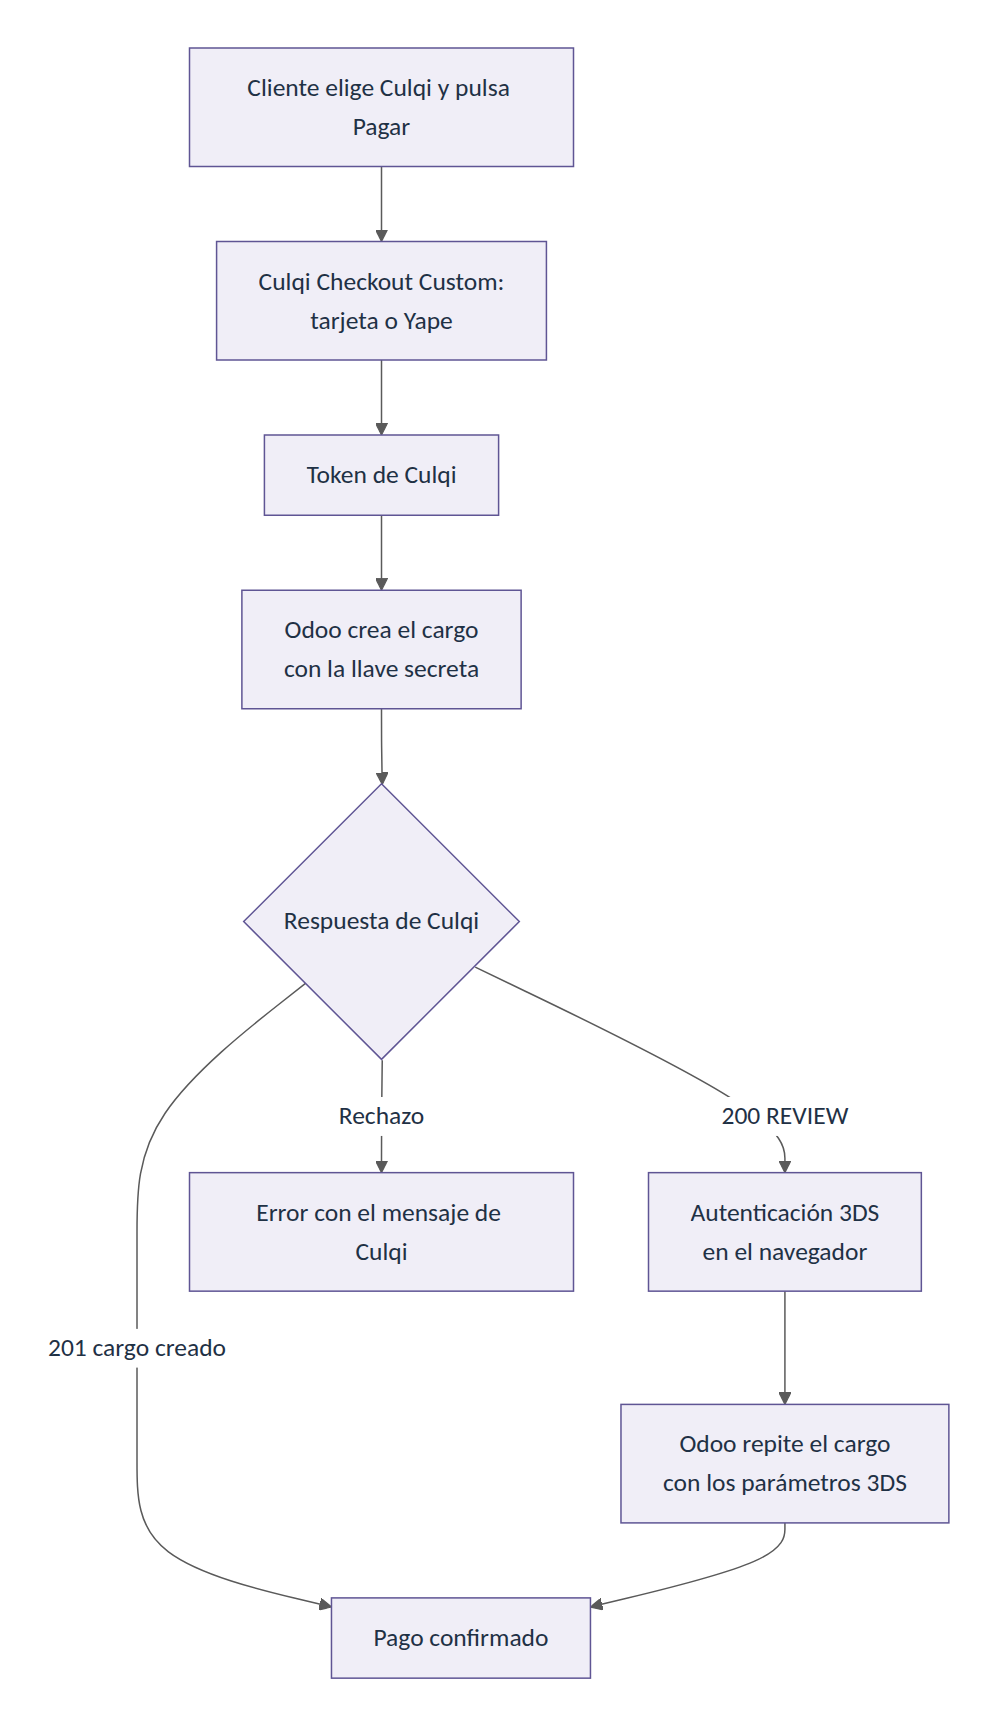 Cliente elige Culqi y pulsa
Pagar
Culqi Checkout Custom:
tarjeta o Yape
Token de Culqi
Odoo crea el cargo
con la llave secreta
Respuesta de Culqi
Rechazo
200 REVIEW
Error con el mensaje de
Culqi
Autenticación 3DS
en el navegador
201 cargo creado
Odoo repite el cargo
con los parámetros 3DS
Pago confirmado